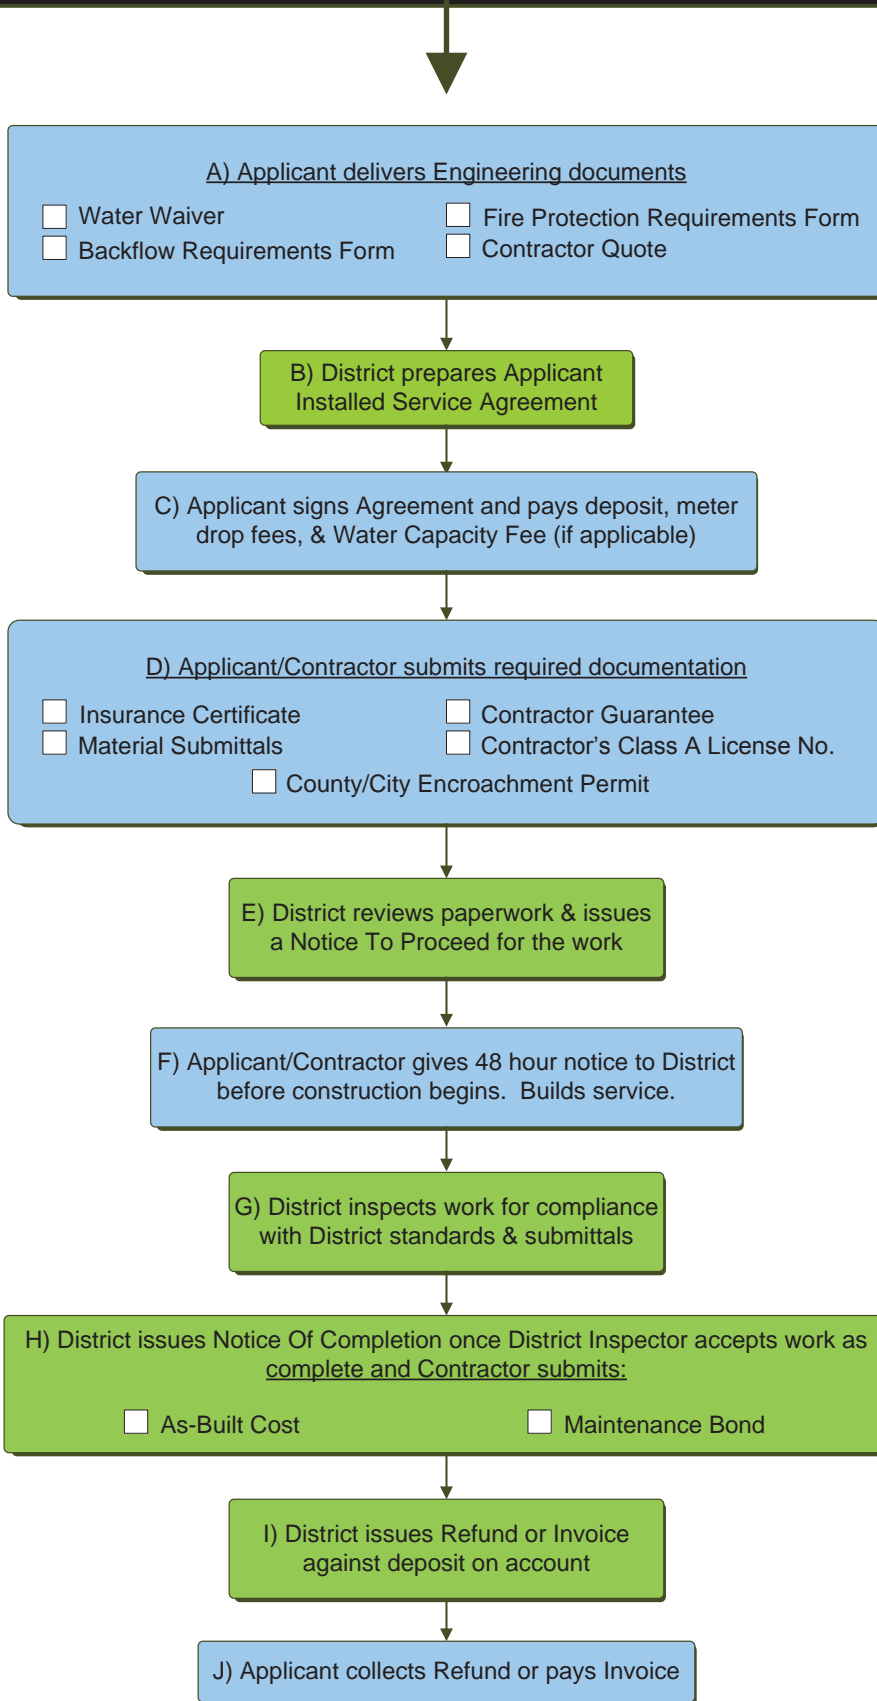 A) Applicant delivers Engineering documents
Water Waiver
Fire Protection Requirements Form
Backflow Requirements Form
Contractor Quote
B) District prepares Applicant
Installed Service Agreement
C) Applicant signs Agreement and pays deposit, meter
drop fees, & Water Capacity Fee (if applicable)
D) Applicant/Contractor submits required documentation
Insurance Certificate
Contractor Guarantee
Material Submittals
Contractor's Class A License No.
County/City Encroachment Permit
E) District reviews paperwork & issues
a Notice To Proceed for the work
F) Applicant/Contractor gives 48 hour notice to District
before construction begins.  Builds service.
G) District inspects work for compliance
with District standards & submittals
H) District issues Notice Of Completion once District Inspector accepts work as
complete and Contractor submits:
As-Built Cost
Maintenance Bond
I) District issues Refund or Invoice
against deposit on account
J) Applicant collects Refund or pays Invoice